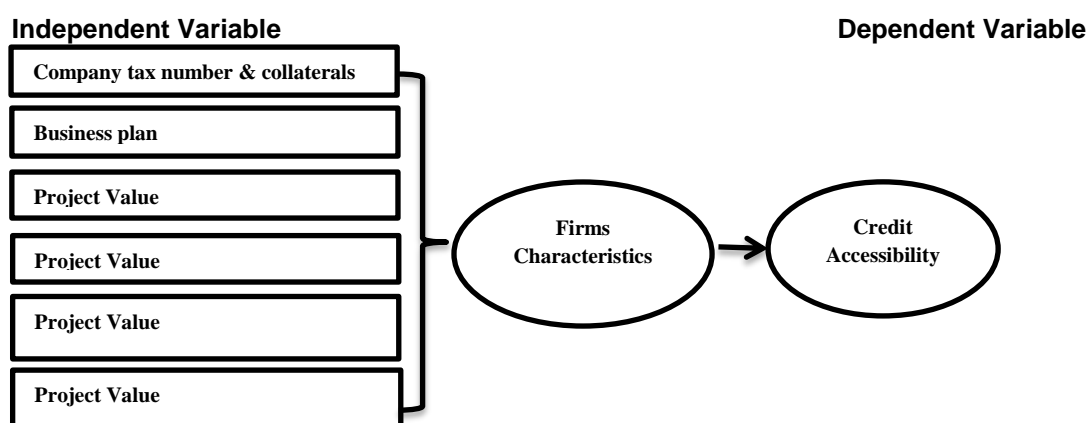 Independent Variable
Dependent Variable
Company tax number & collaterals
Business plan
Project Value
Project Value
Project Value
Project Value
Firms
Characteristics
Credit
Accessibility